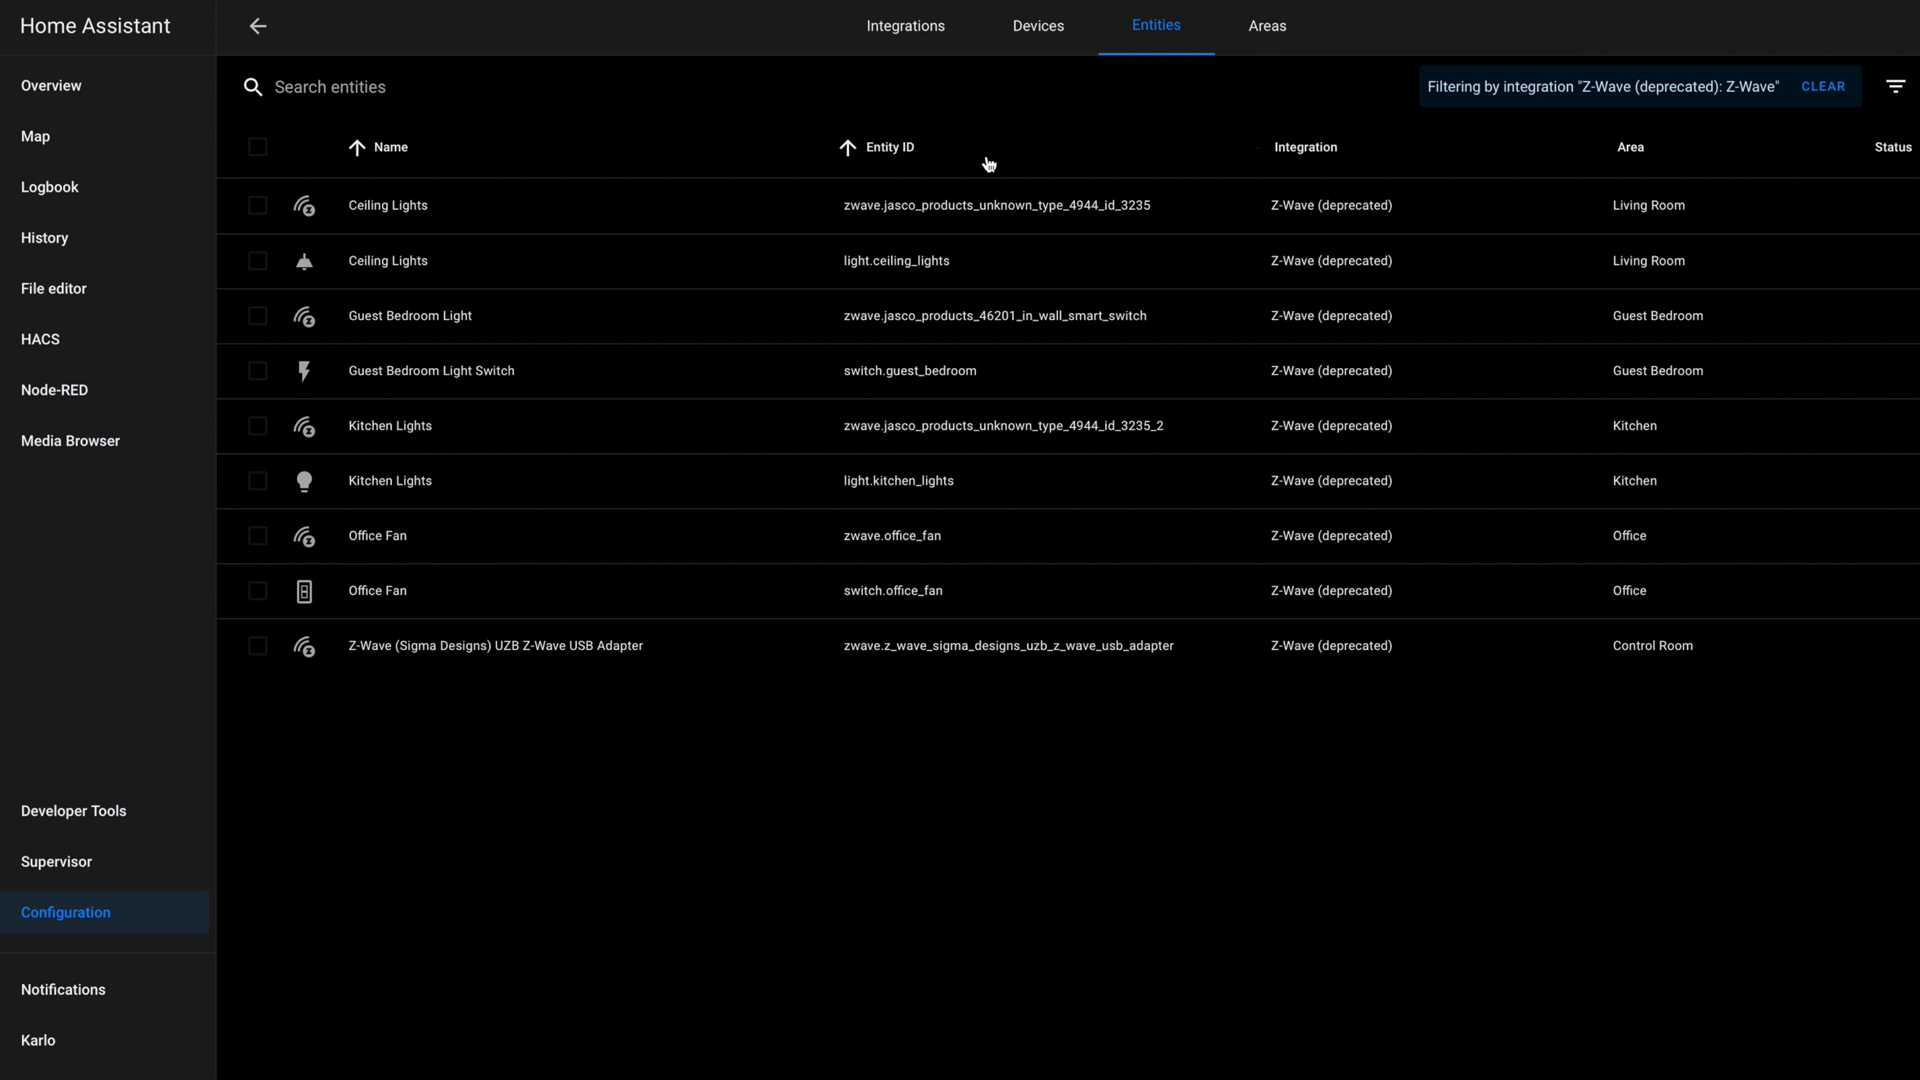 Home Assistant
Integrations Devices Entities Areas
Overview
Map
Logbook
History
File editor
HACS
Node-RED
Media Browser
Developer Tools
Supervisor
Configuration
Notifications
Karlo
Search entities
Filtering by integration "Z-Wave (deprecated): Z-Wave" CLEAR
Name Entity ID Integration Area Status
Ceiling Lights zwave.jasco_products_unknown_type_4944_id_3235 Z-Wave (deprecated) Living Room
Ceiling Lights light.ceiling_lights Z-Wave (deprecated) Living Room
Guest Bedroom Light zwave.jasco_products_46201_in_wall_smart_switch Z-Wave (deprecated) Guest Bedroom
Guest Bedroom Light Switch switch.guest_bedroom Z-Wave (deprecated) Guest Bedroom
Kitchen Lights zwave.jasco_products_unknown_type_4944_id_3235_2 Z-Wave (deprecated) Kitchen
Kitchen Lights light.kitchen_lights Z-Wave (deprecated) Kitchen
Office Fan zwave.office_fan Z-Wave (deprecated) Office
Office Fan switch.office_fan Z-Wave (deprecated) Office
Z-Wave (Sigma Designs) UZB Z-Wave USB Adapter zwave.z_wave_sigma_designs_uzb_z_wave_usb_adapter Z-Wave (deprecated) Control Room